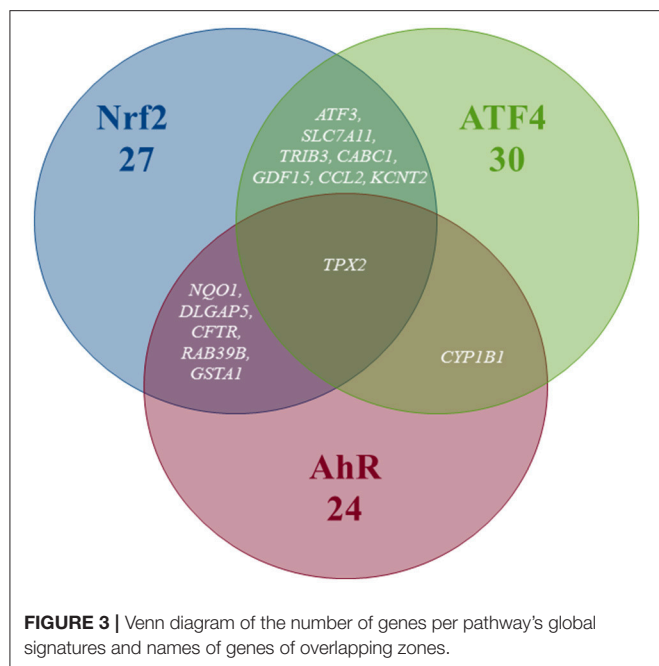 Nrf2
27
ATF4
30
ATF3,
SLC7A11,
TRIB3, CABC1,
GDF15, CCL2, KCNT2
TPX2
NQO1,
DLGAP5,
CFTR,
RAB39B,
GSTA1
CYP1B1
AhR
24
FIGURE 3 | Venn diagram of the number of genes per pathway's global
signatures and names of genes of overlapping zones.